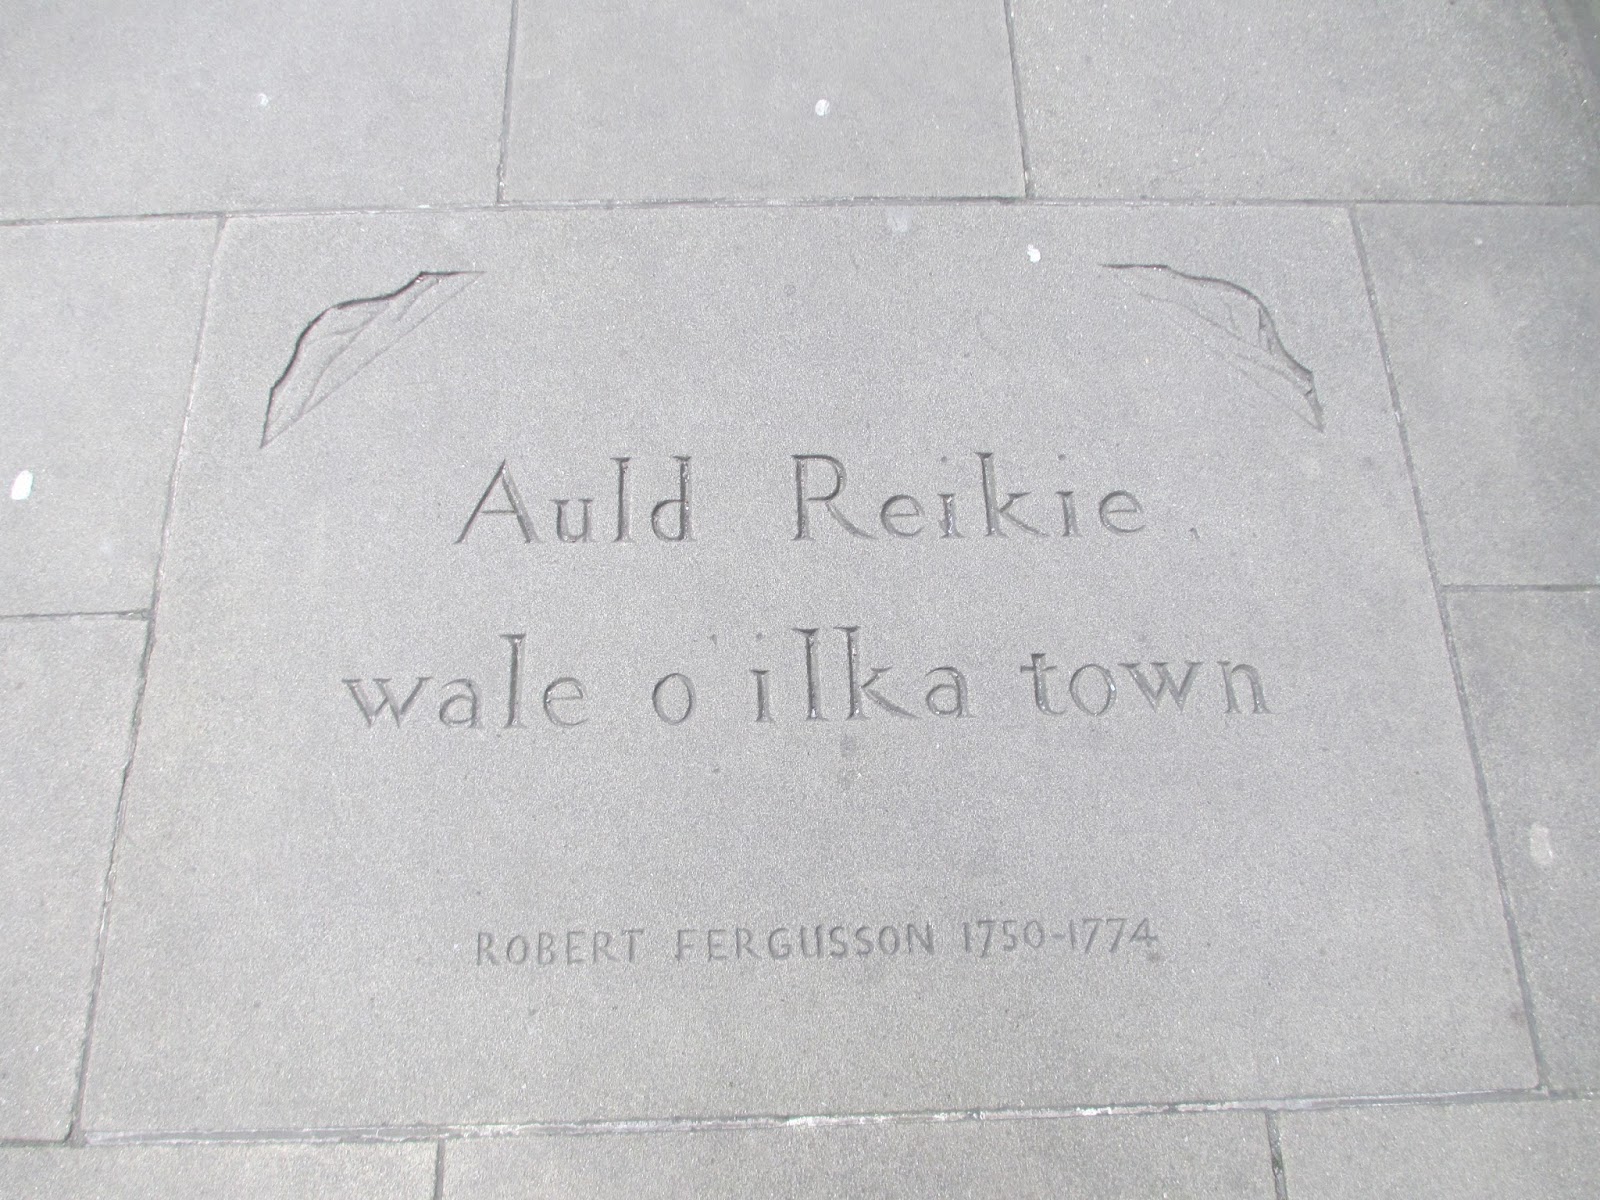 Auld Reikie,
wale o' ilka town
ROBERT FERGUSSON 1750-1774